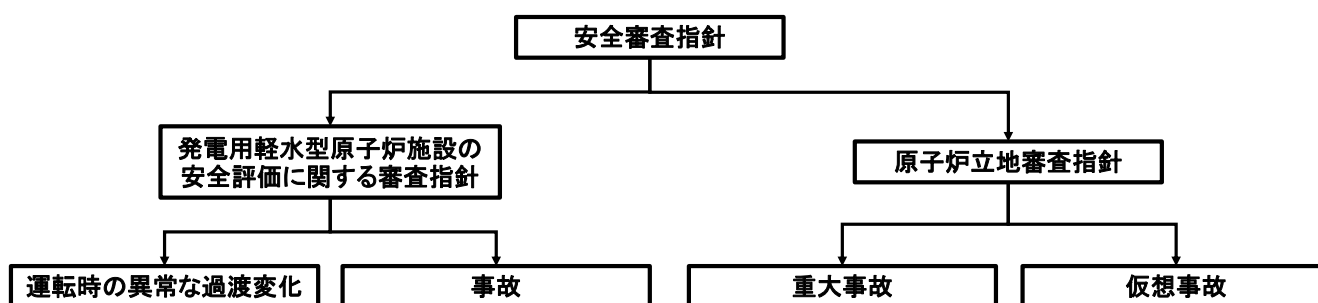 安全審査指針
発電用軽水型原子炉施設の
安全評価に関する審査指針
原子炉立地審査指針
運転時の異常な過渡変化
事故
重大事故
仮想事故